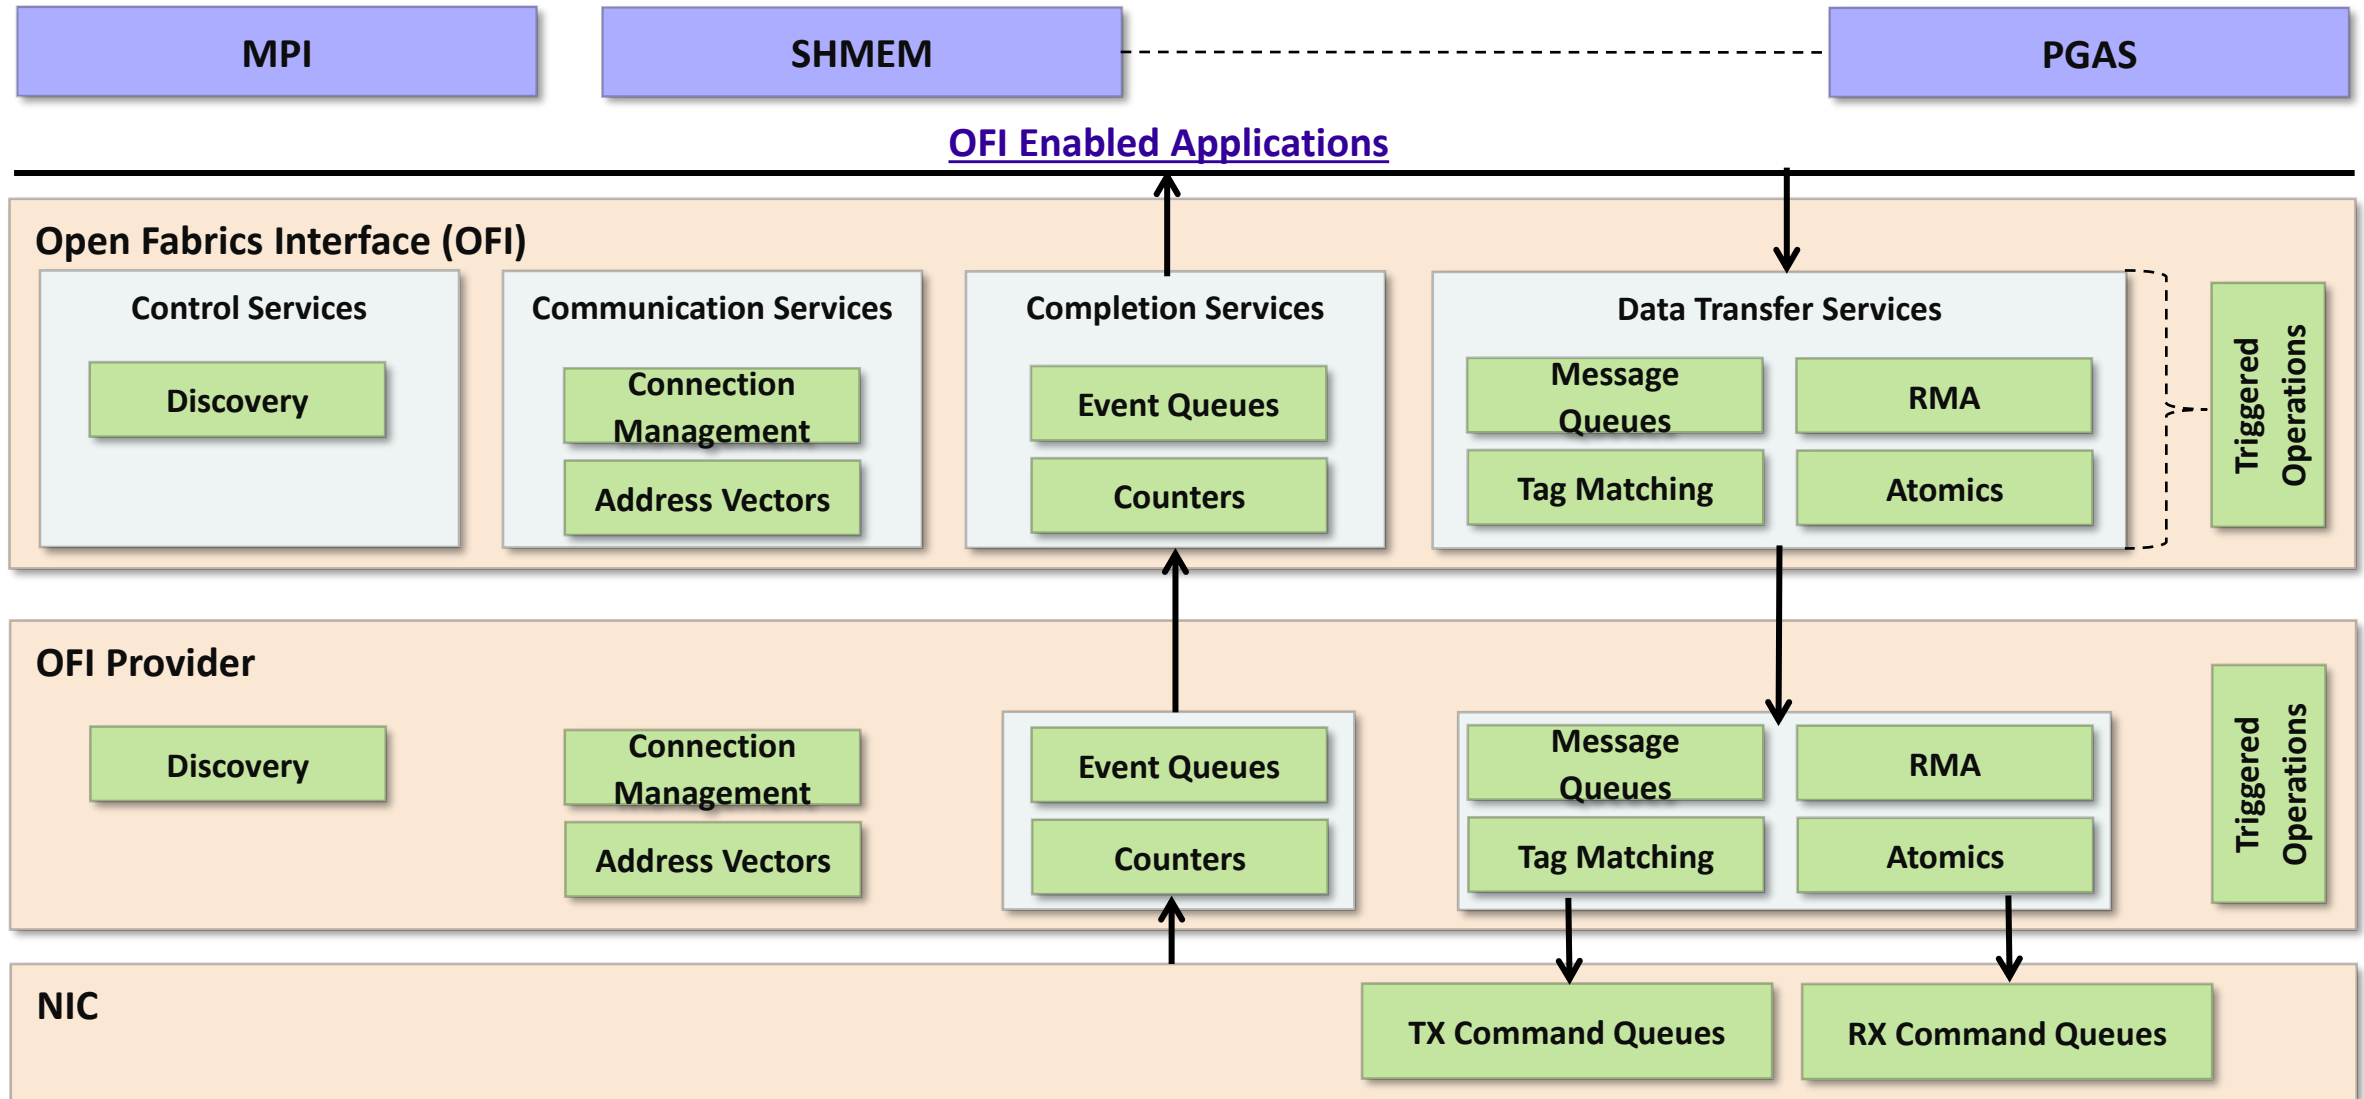 MPI
SHMEM
PGAS
OFI Enabled Applications
Open Fabrics Interface (OFI)
Control Services
Discovery
Communication Services
Connection
Management
Address Vectors
Completion Services
Event Queues
Counters
Data Transfer Services
Message
Queues
RMA
Tag Matching
Atomics
Triggered
Operations
OFI Provider
Discovery
Connection
Management
Address Vectors
Event Queues
Counters
Message
Queues
RMA
Tag Matching
Atomics
Triggered
Operations
NIC
TX Command Queues
RX Command Queues